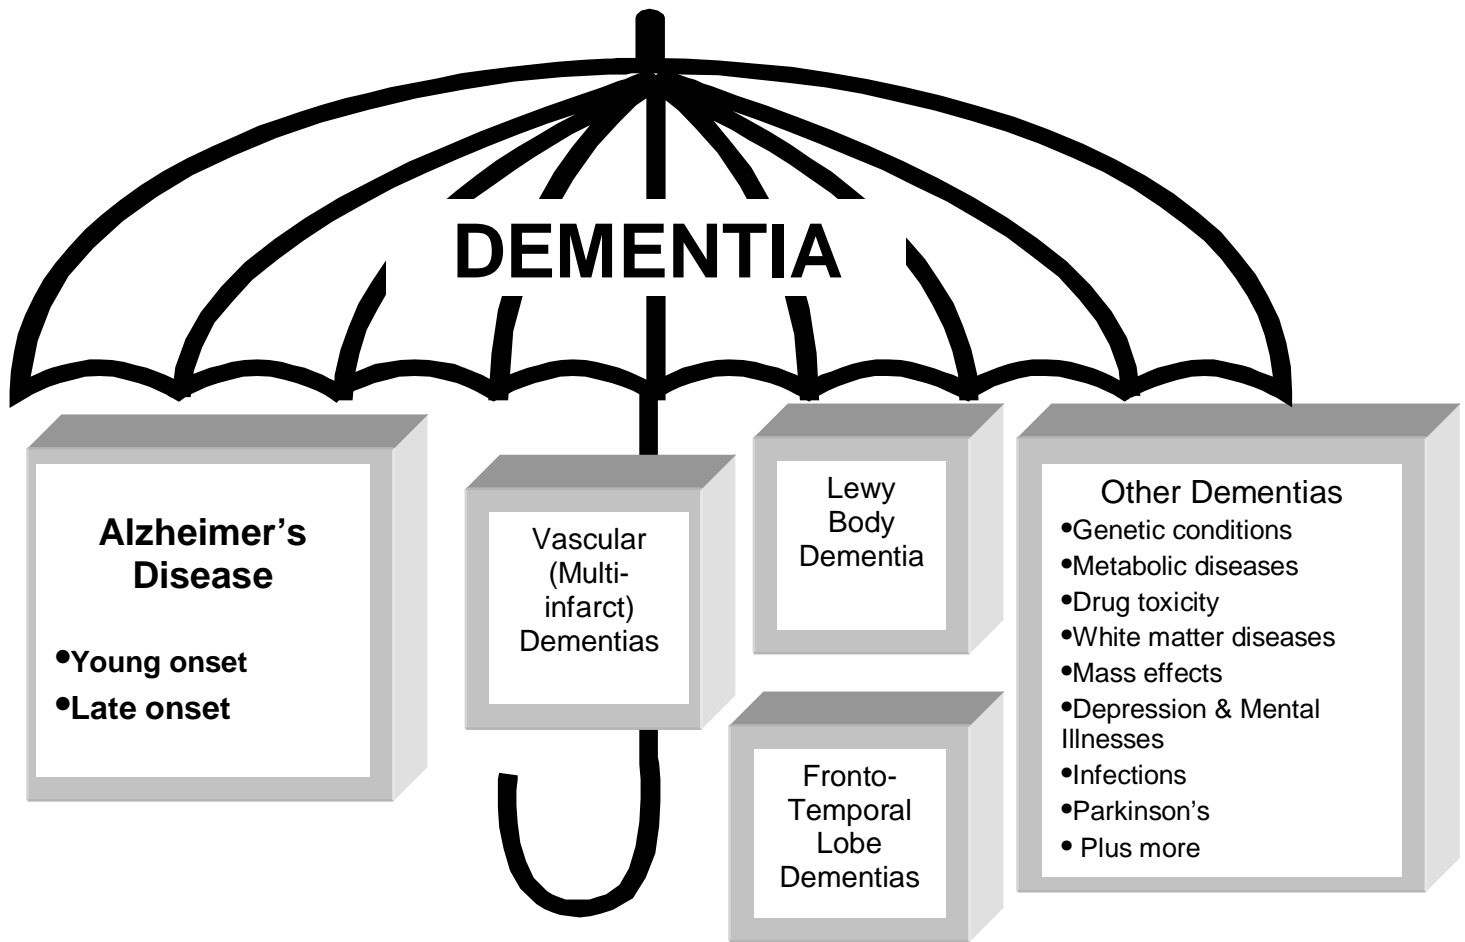 DEMENTIA
Alzheimer's
Disease
•Young onset
•Late onset
Vascular
(Multi-
infarct)
Dementias
Lewy
Body
Dementia
Fronto-
Temporal
Lobe
Dementias
Other Dementias
•Genetic conditions
•Metabolic diseases
•Drug toxicity
•White matter diseases
•Mass effects
•Depression & Mental
Illnesses
•Infections
•Parkinson's
• Plus more